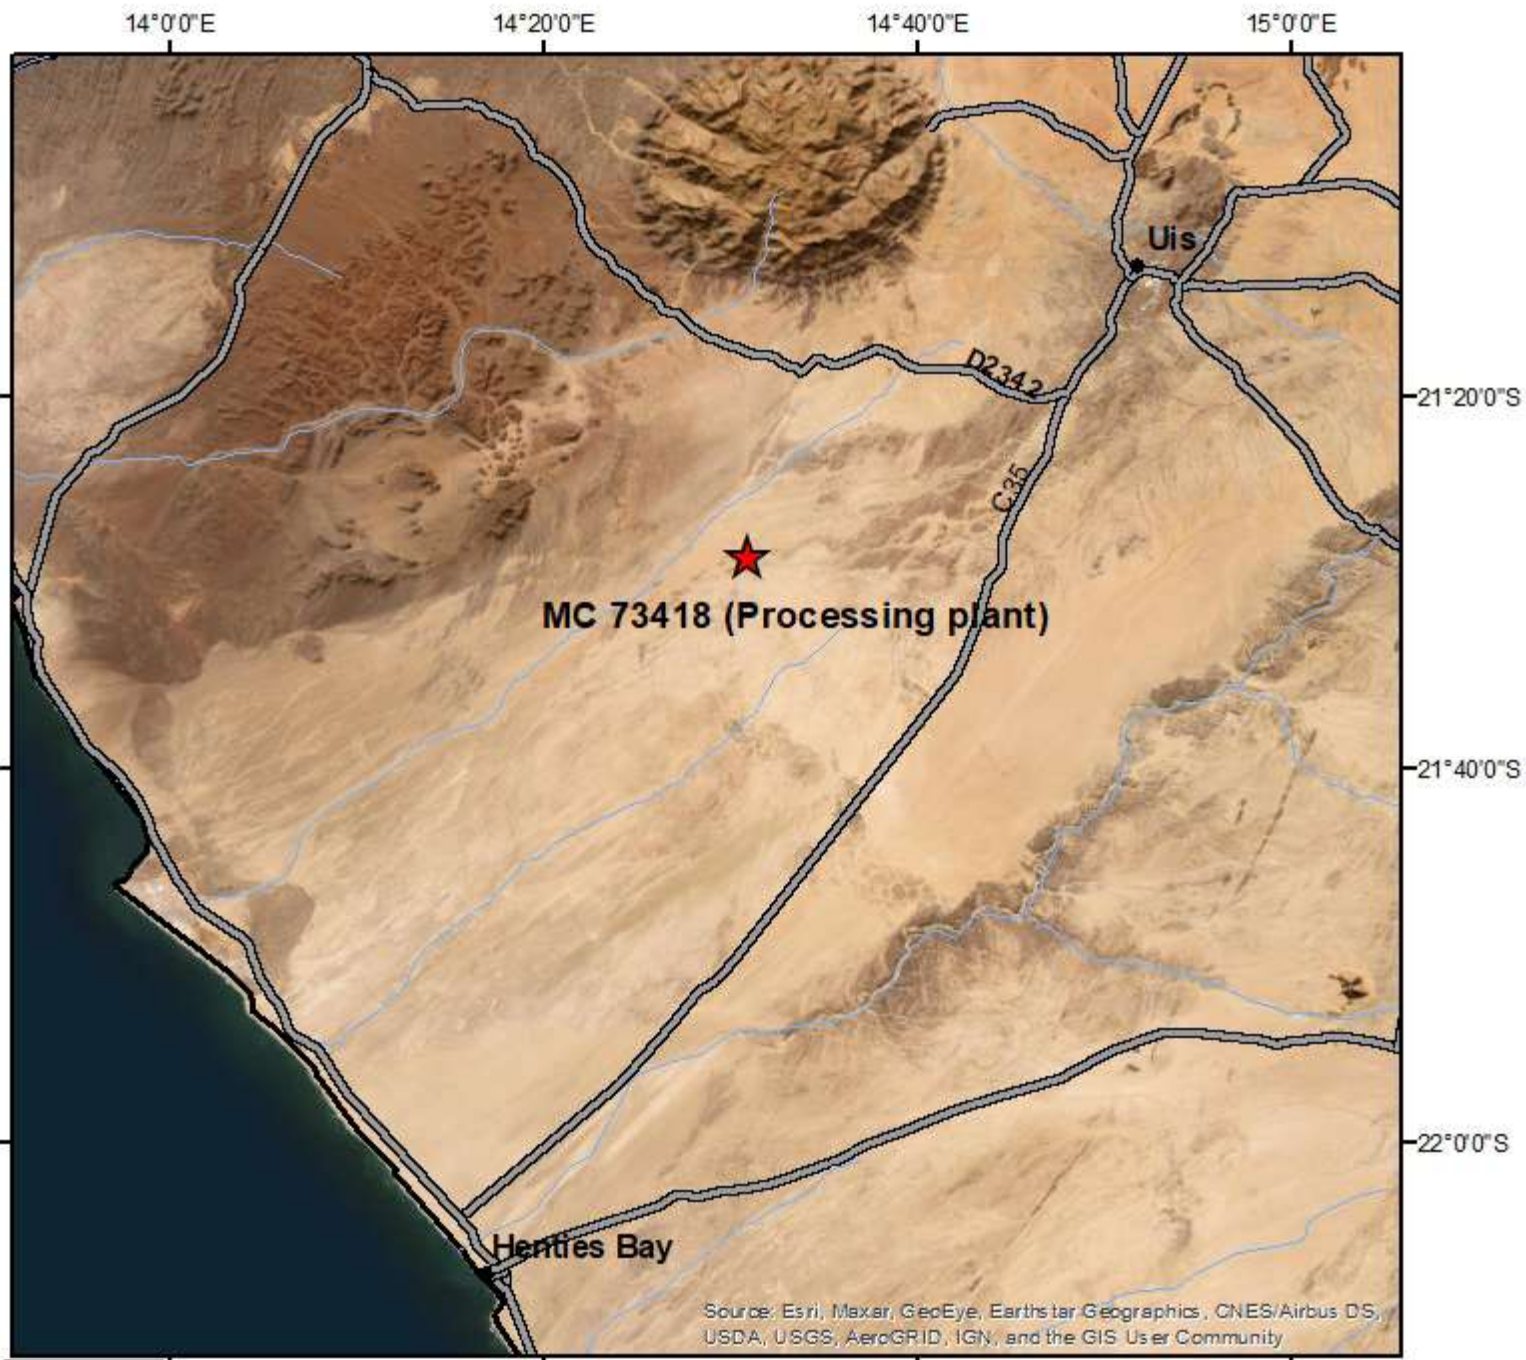 14°0'0"E 14°20'0"E 14°40'0"E 15°0'0"E
Uis
D2342
21°20'0"S
C35
MC 73418 (Processing plant)
21°40'0"S
22°0'0"S
Henties Bay
Source: Esri, Maxar, GeoEye, Earthstar Geographics, CNES/Airbus DS,
USDA, USGS, AeroGRID, IGN, and the GIS User Community